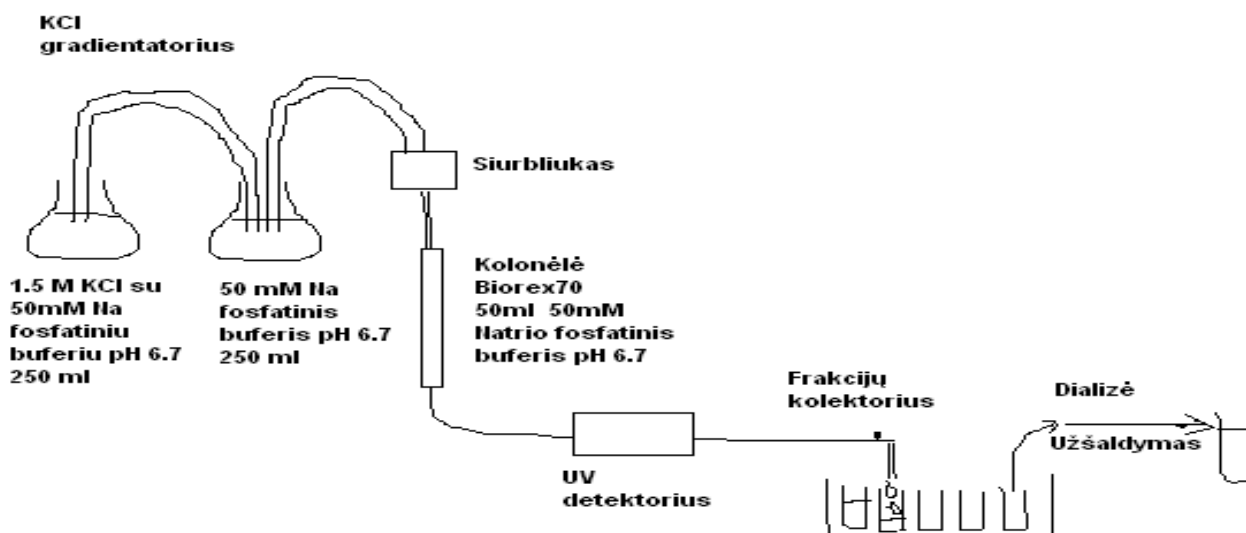 KCl
gradientatorius
Siurbliukas
1.5 M KCl su
50mM Na
fosfatiniu
buferiu pH 6.7
250 ml
50 mM Na
fosfatinis
buferis pH 6.7
250 ml
Kolonėlė
Biorex70
50ml 50mM
Natrio fosfatinis
buferis pH 6.7
UV
detektorius
Frakcijų
kolektorius
Dializė
Užšaldymas